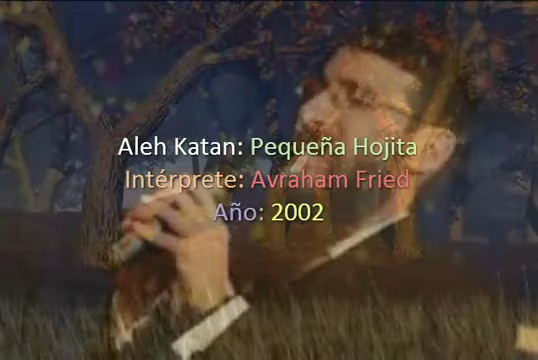 Aleh Katan: Pequeña Hojita
Intérprete: Avraham Fried
Año: 2002